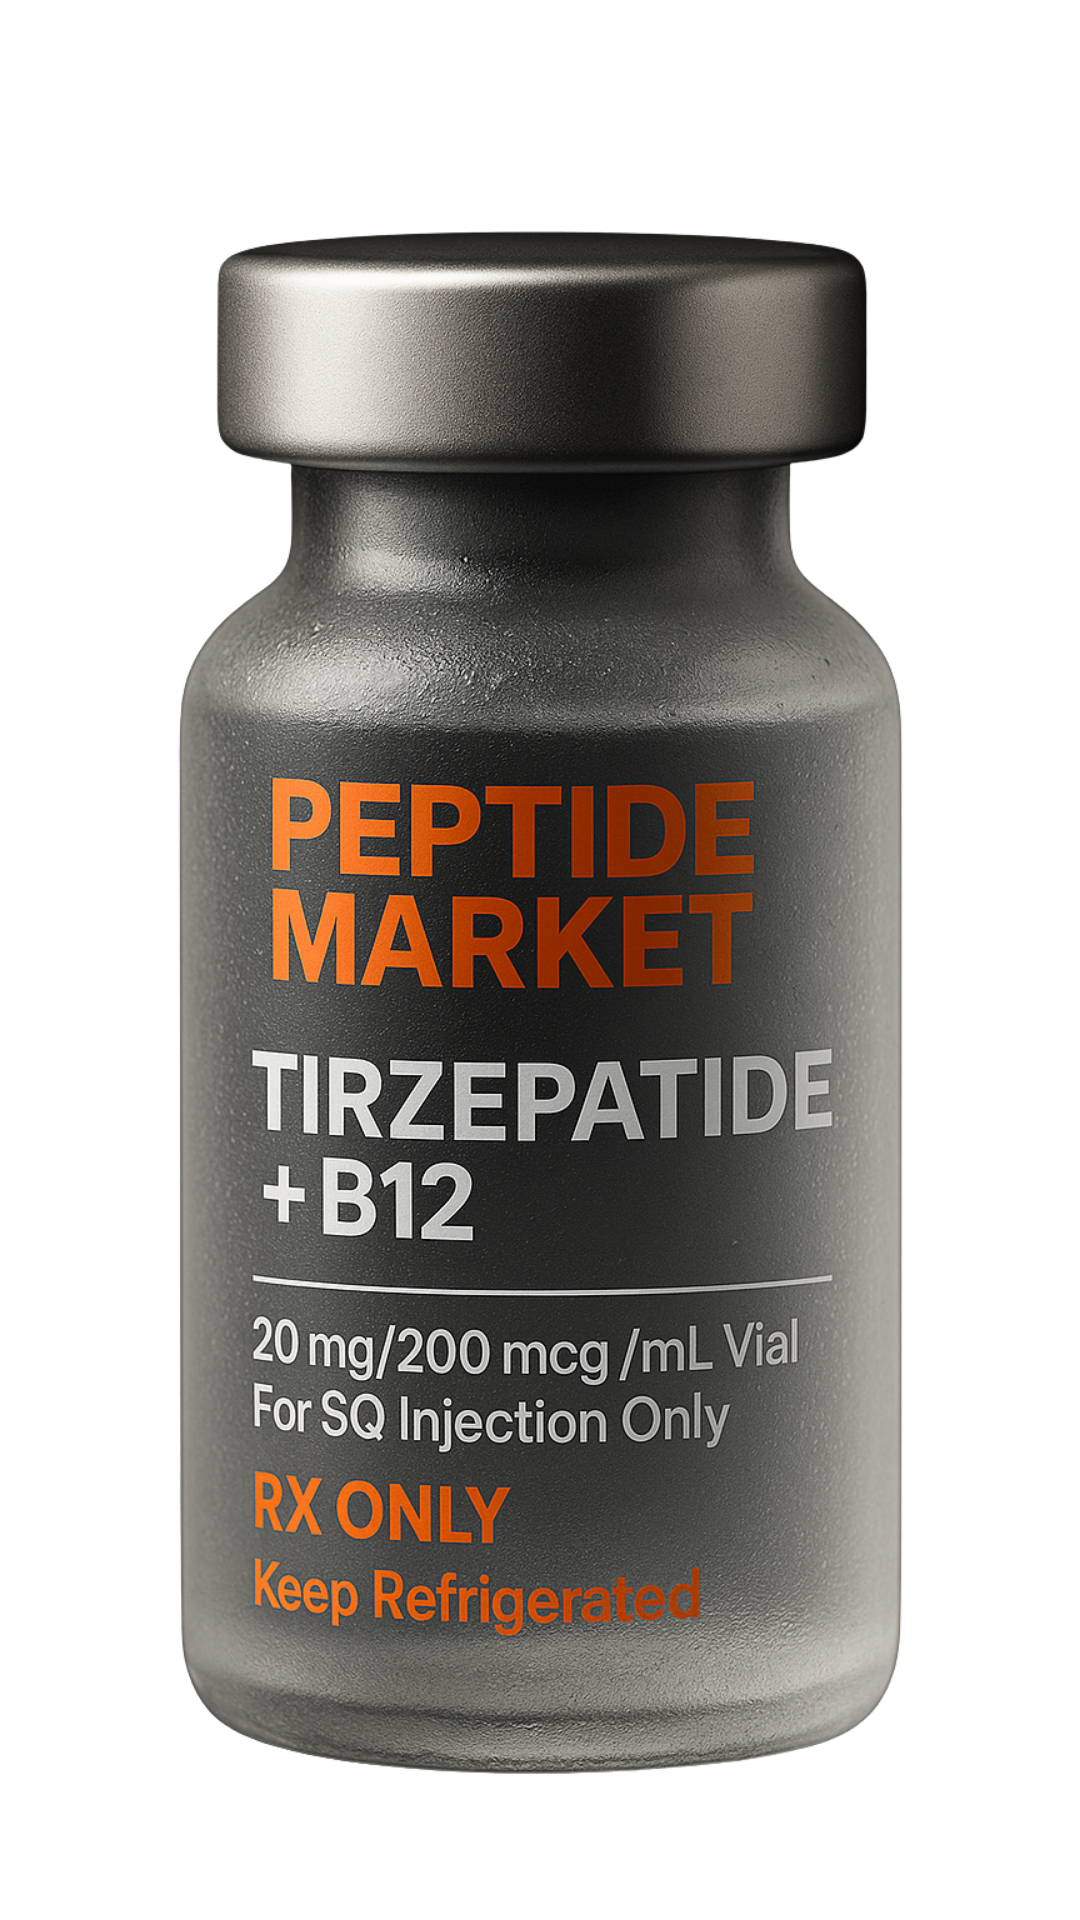 PEPTIDE
MARKET
TIRZEPATIDE
+ B12
20 mg/200 mcg /mL Vial
For SQ Injection Only
RX ONLY
Keep Refrigerated